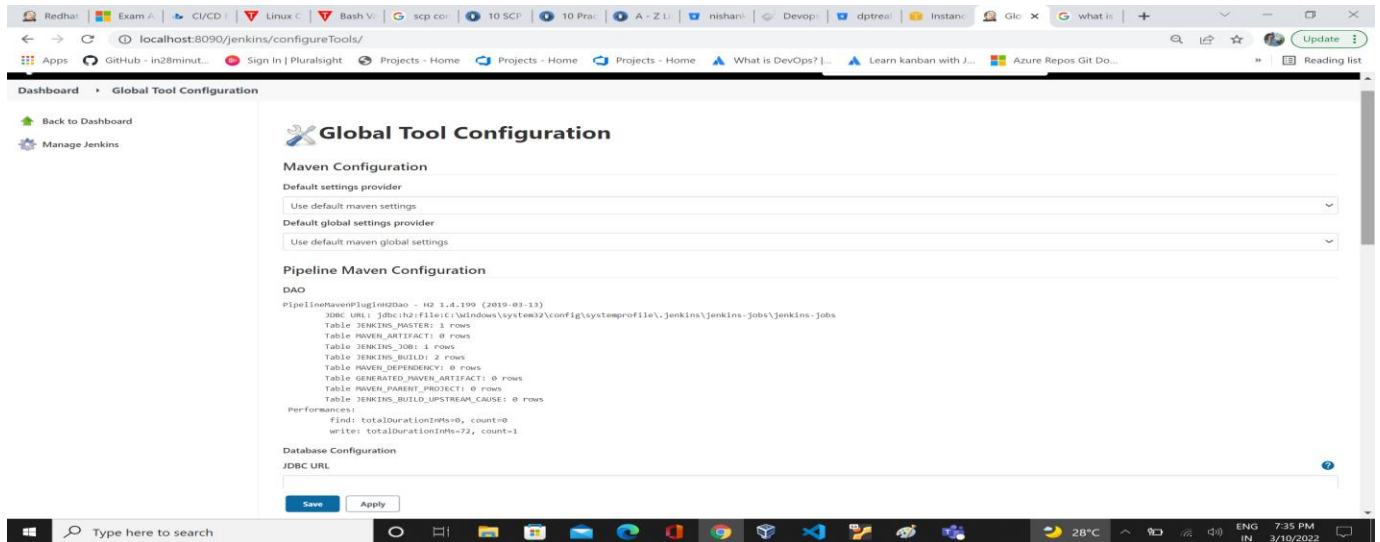 Redhat
Exam A
CI/CD
Linux C
Bash V
scp con
10 SCP
10 Prac
A - Z Li
nishank
Devop
dptreal
Instanc
Glo
what is
localhost:8090/jenkins/configureTools/
Update
Apps
GitHub - in28minut...
Sign In | Pluralsight
Projects - Home
Projects - Home
Projects - Home
What is DevOps? |...
Learn kanban with J...
Azure Repos Git Do...
»
Reading list
Dashboard
Global Tool Configuration
Back to Dashboard
Manage Jenkins
Global Tool Configuration
Maven Configuration
Default settings provider
Use default maven settings
Default global settings provider
Use default maven global settings
Pipeline Maven Configuration
DAO
PipelineMavenPluginH2Dao - H2 1.4.199 (2019-03-13)
JDBC URL: jdbc:h2:file:C:\Windows\system32\config\systemprofile\.jenkins\jenkins-jobs\jenkins-jobs
Table JENKINS_MASTER: 1 rows
Table MAVEN_ARTIFACT: 0 rows
Table JENKINS_JOB: 1 rows
Table JENKINS_BUILD: 2 rows
Table MAVEN_DEPENDENCY: 0 rows
Table GENERATED_MAVEN_ARTIFACT: 0 rows
Table MAVEN_PARENT_PROJECT: 0 rows
Table JENKINS_BUILD_UPSTREAM_CAUSE: 0 rows
Performances:
find: totalDurationInMs=0, count=0
write: totalDurationInMs=72, count=1
Database Configuration
JDBC URL
Save
Apply
Type here to search
28°C
ENG
IN
7:35 PM
3/10/2022